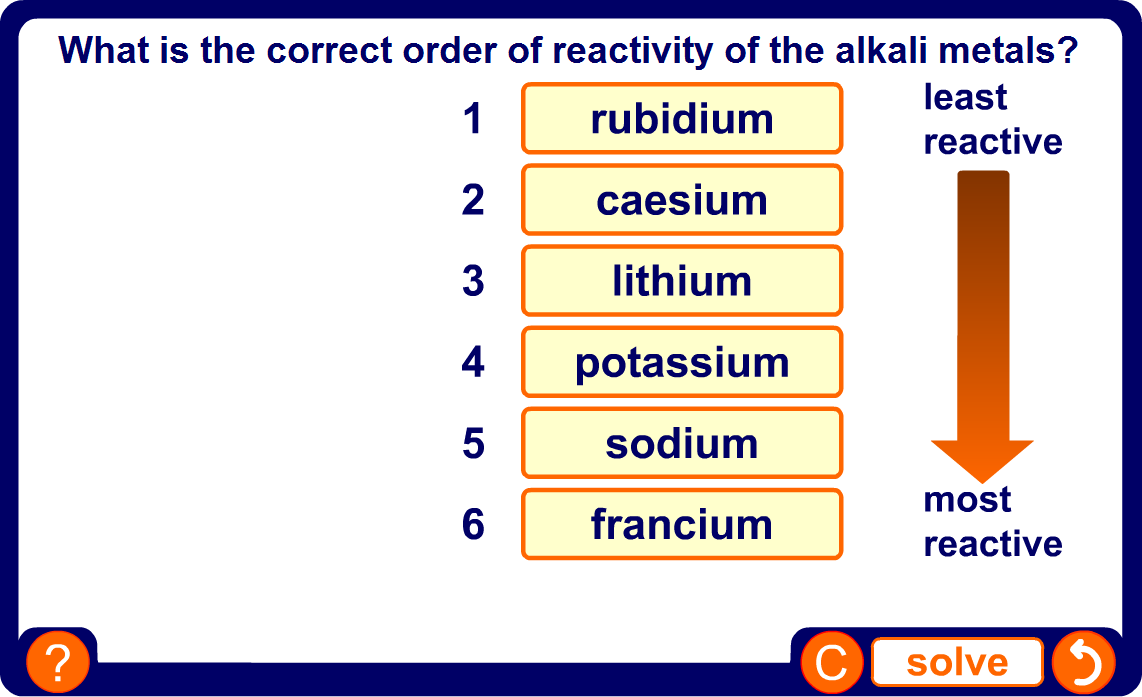 What is the correct order of reactivity of the alkali metals?
least
reactive
1 rubidium
2 caesium
3 lithium
4 potassium
5 sodium
6 francium
most
reactive
? C solve